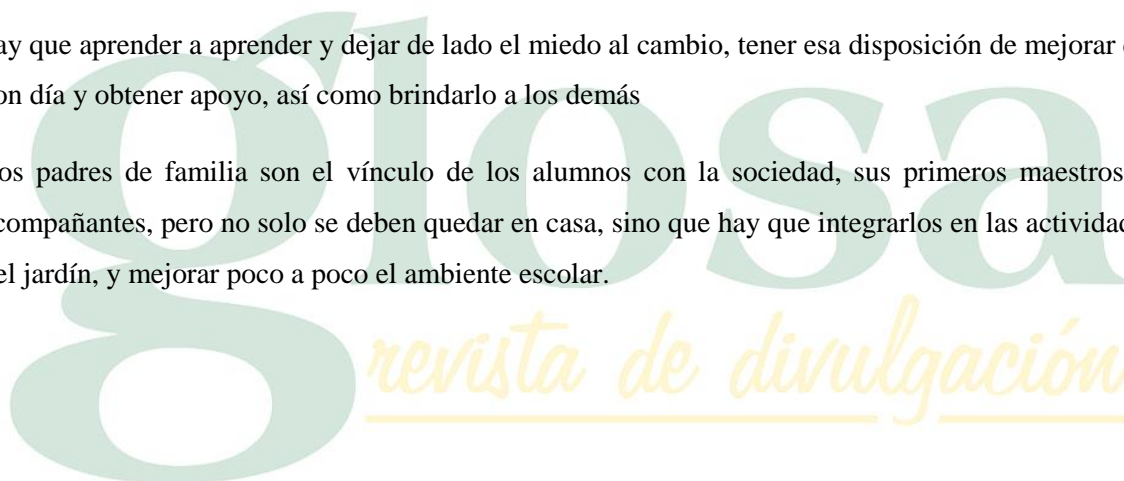 ay que aprender a aprender y dejar de lado el miedo al cambio, tener esa disposición de mejorar
on día y obtener apoyo, así como brindarlo a los demás
os padres de familia son el vínculo de los alumnos con la sociedad, sus primeros maestros
compañantes, pero no solo se deben quedar en casa, sino que hay que integrarlos en las actividad
el jardín, y mejorar poco a poco el ambiente escolar.
glosa
revista de divulgación